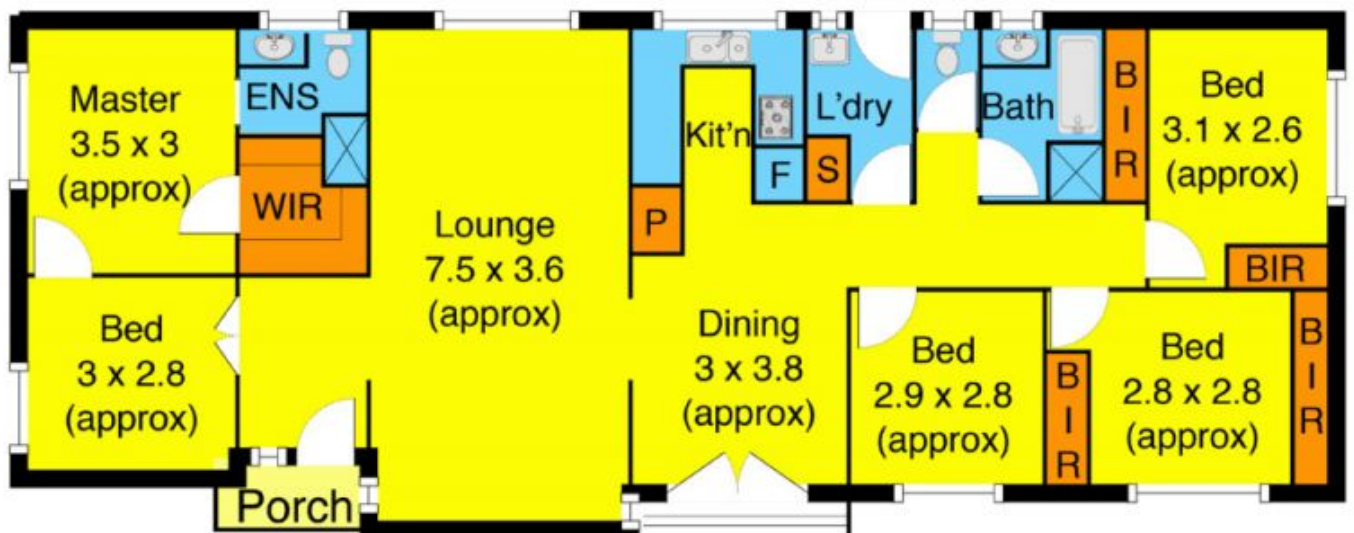 Master
3.5 x 3
(approx)
ENS
WIR
Bed
3 x 2.8
(approx)
Porch
Lounge
7.5 x 3.6
(approx)
Kit'n
F
P
S
L'dry
Bath
B
I
R
Bed
3.1 x 2.6
(approx)
BIR
Dining
3 x 3.8
(approx)
Bed
2.9 x 2.8
(approx)
B
I
R
Bed
2.8 x 2.8
(approx)
B
I
R